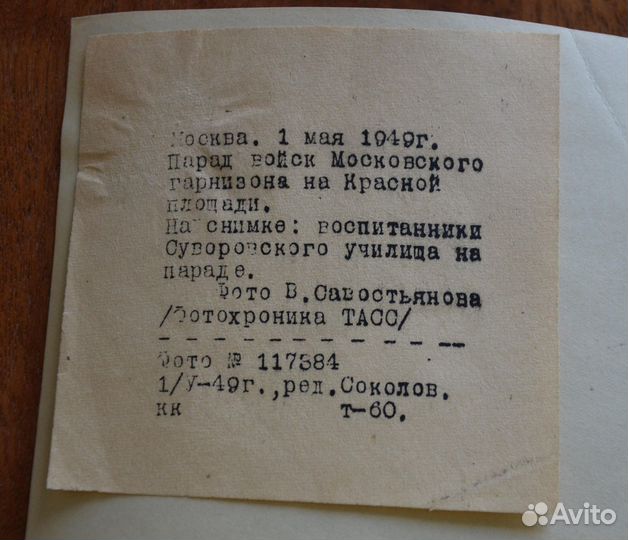 Москва. 1 мая 1949г.
Парад войск Московского
гарнизона на Красной
площади.
На снимке: воспитанники
Суворовского училища на
параде.
Фото В.Савостьянова
/Фотохроника ТАСС/
- - - - - - - - - - - - -
Фото № 117384
1/У-49г.,ред.Соколов.
кк т-60.
Avito